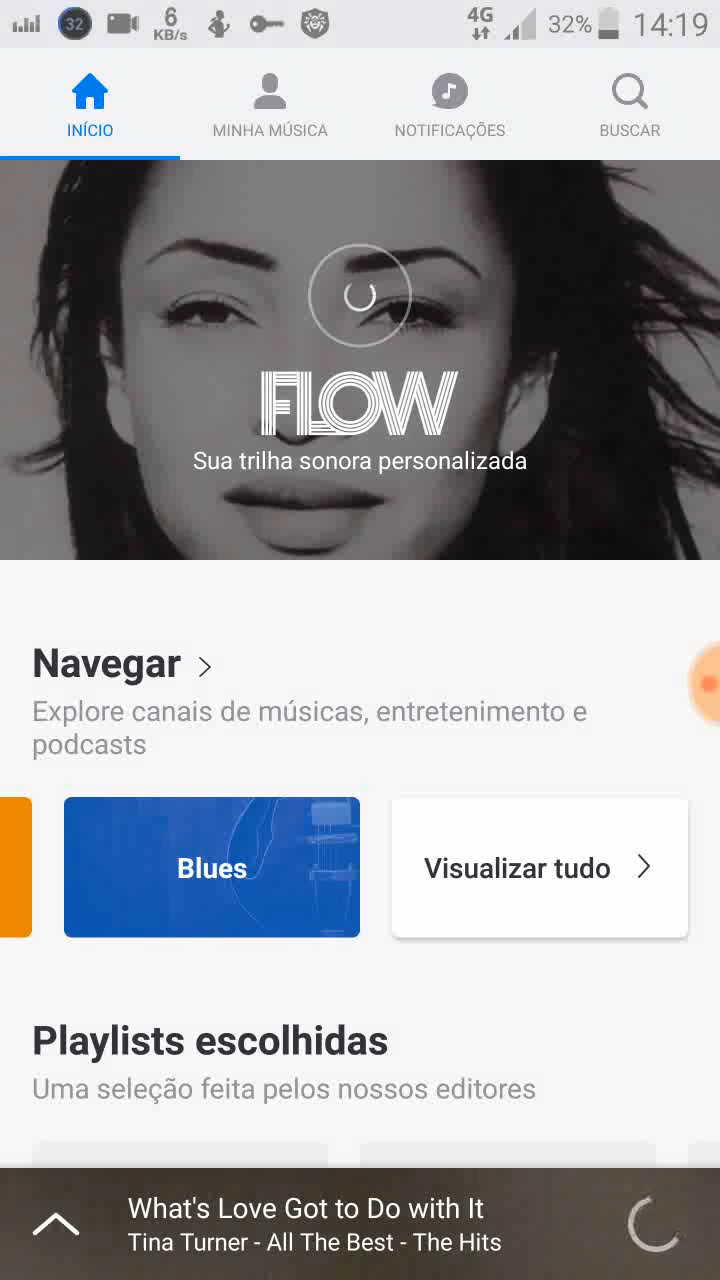 32
6
KB/s
4G
32%
14:19
INÍCIO
MINHA MÚSICA
NOTIFICAÇÕES
BUSCAR
FLOW
Sua trilha sonora personalizada
Navegar
Explore canais de músicas, entretenimento e
podcasts
Blues
Visualizar tudo
Playlists escolhidas
Uma seleção feita pelos nossos editores
What's Love Got to Do with It
Tina Turner - All The Best - The Hits